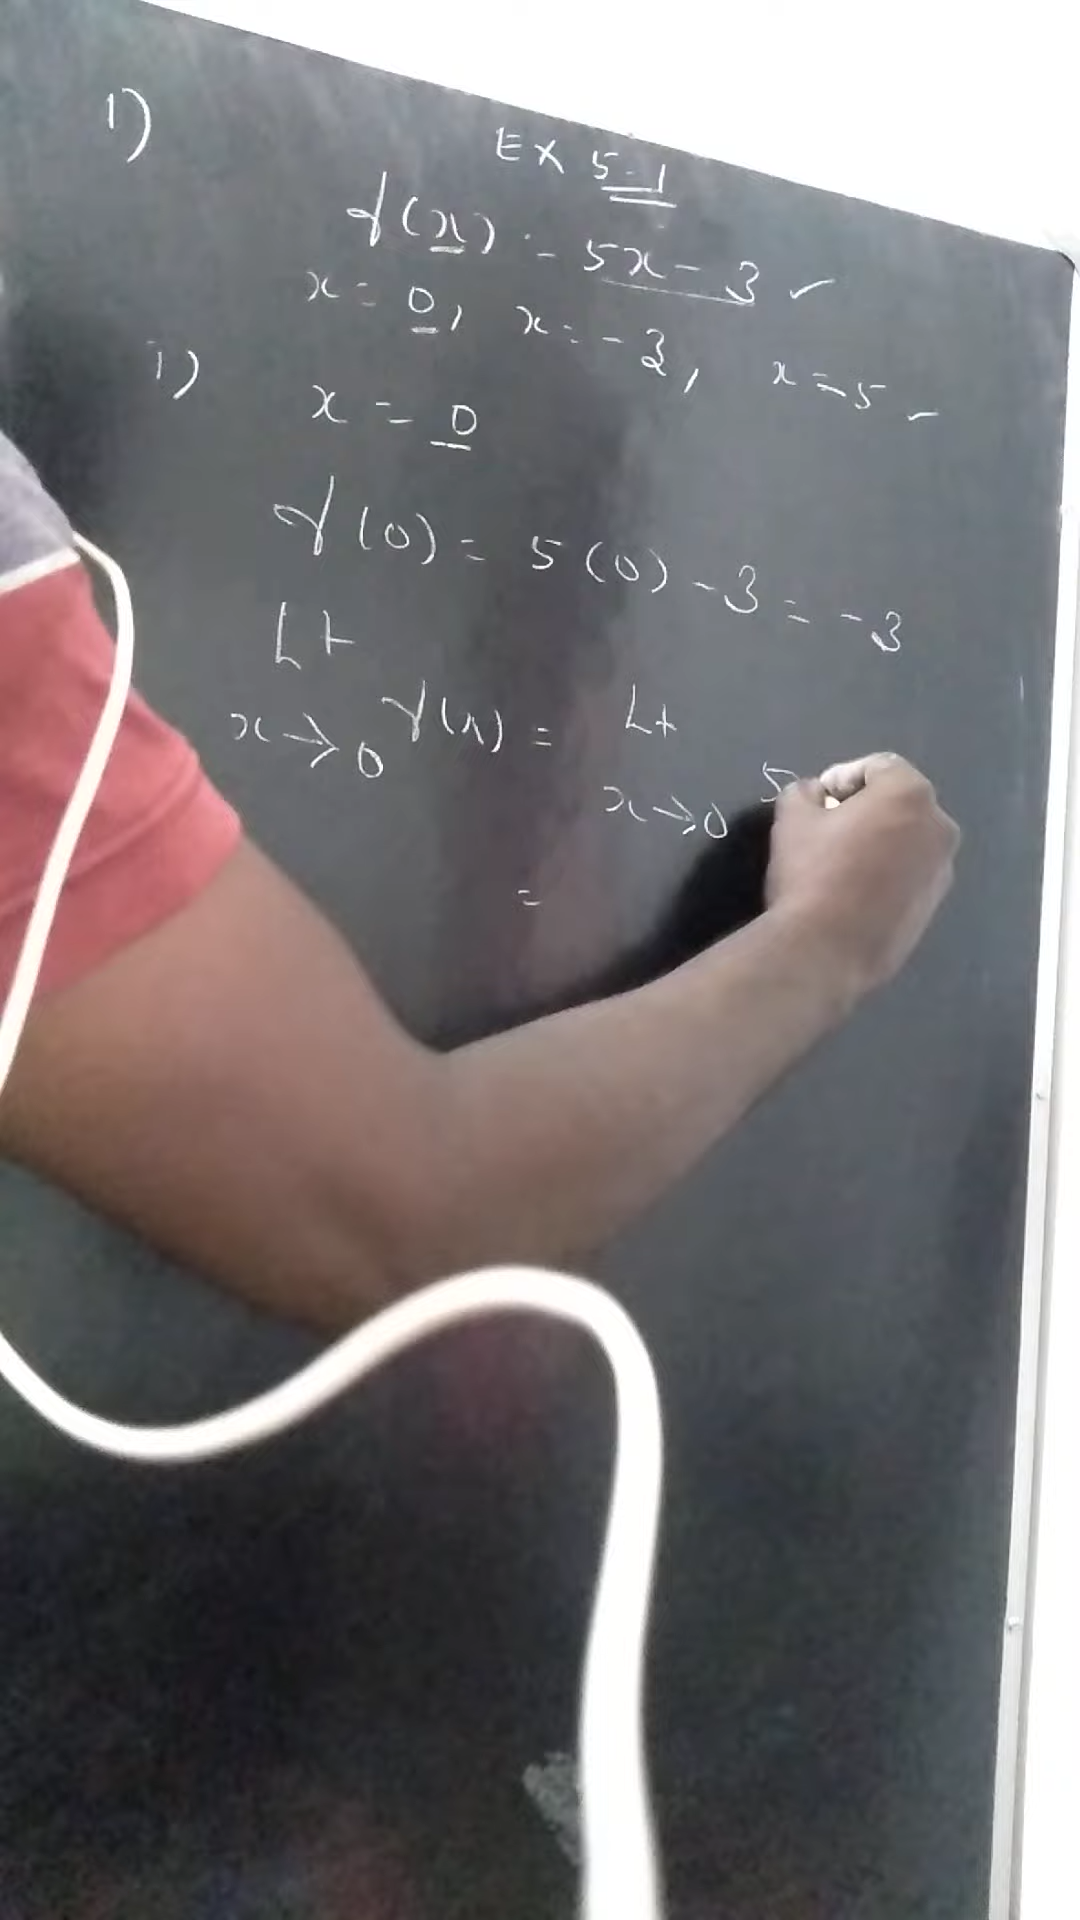 1)
EX 5-1
f(x) = 5x - 3 ✓
x = 0, x = -3, x = 5
i)
x = 0
f(0) = 5(0) - 3 = -3
Lt x→0 f(x) = Lt x→0 5
=